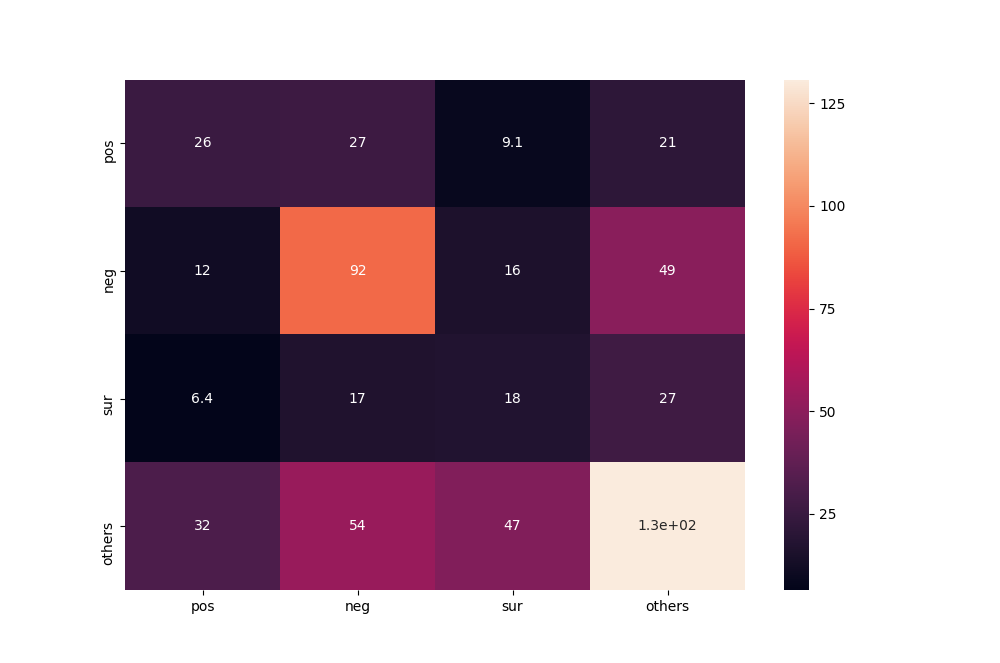 pos 26 27 9.1 21
neg 12 92 16 49
sur 6.4 17 18 27
others 32 54 47 1.3e+02
pos neg sur others
125
100
75
50
25